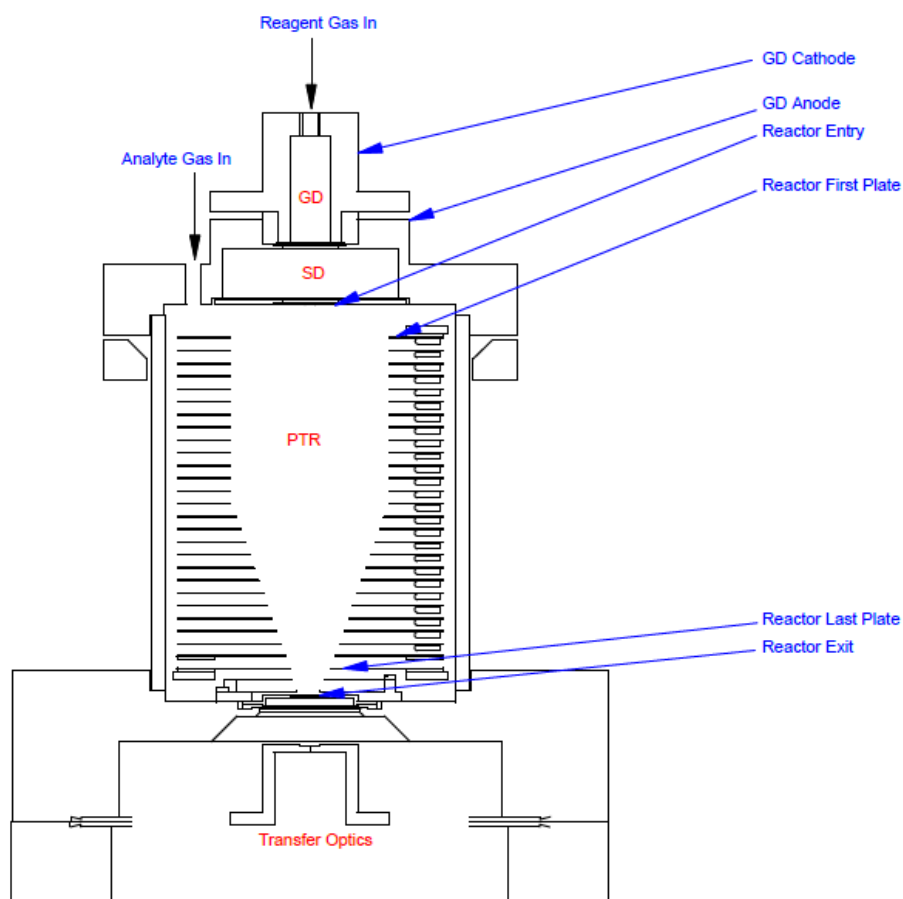 Reagent Gas In
GD Cathode
GD Anode
Reactor Entry
Analyte Gas In
Reactor First Plate
GD
SD
PTR
Reactor Last Plate
Reactor Exit
Transfer Optics